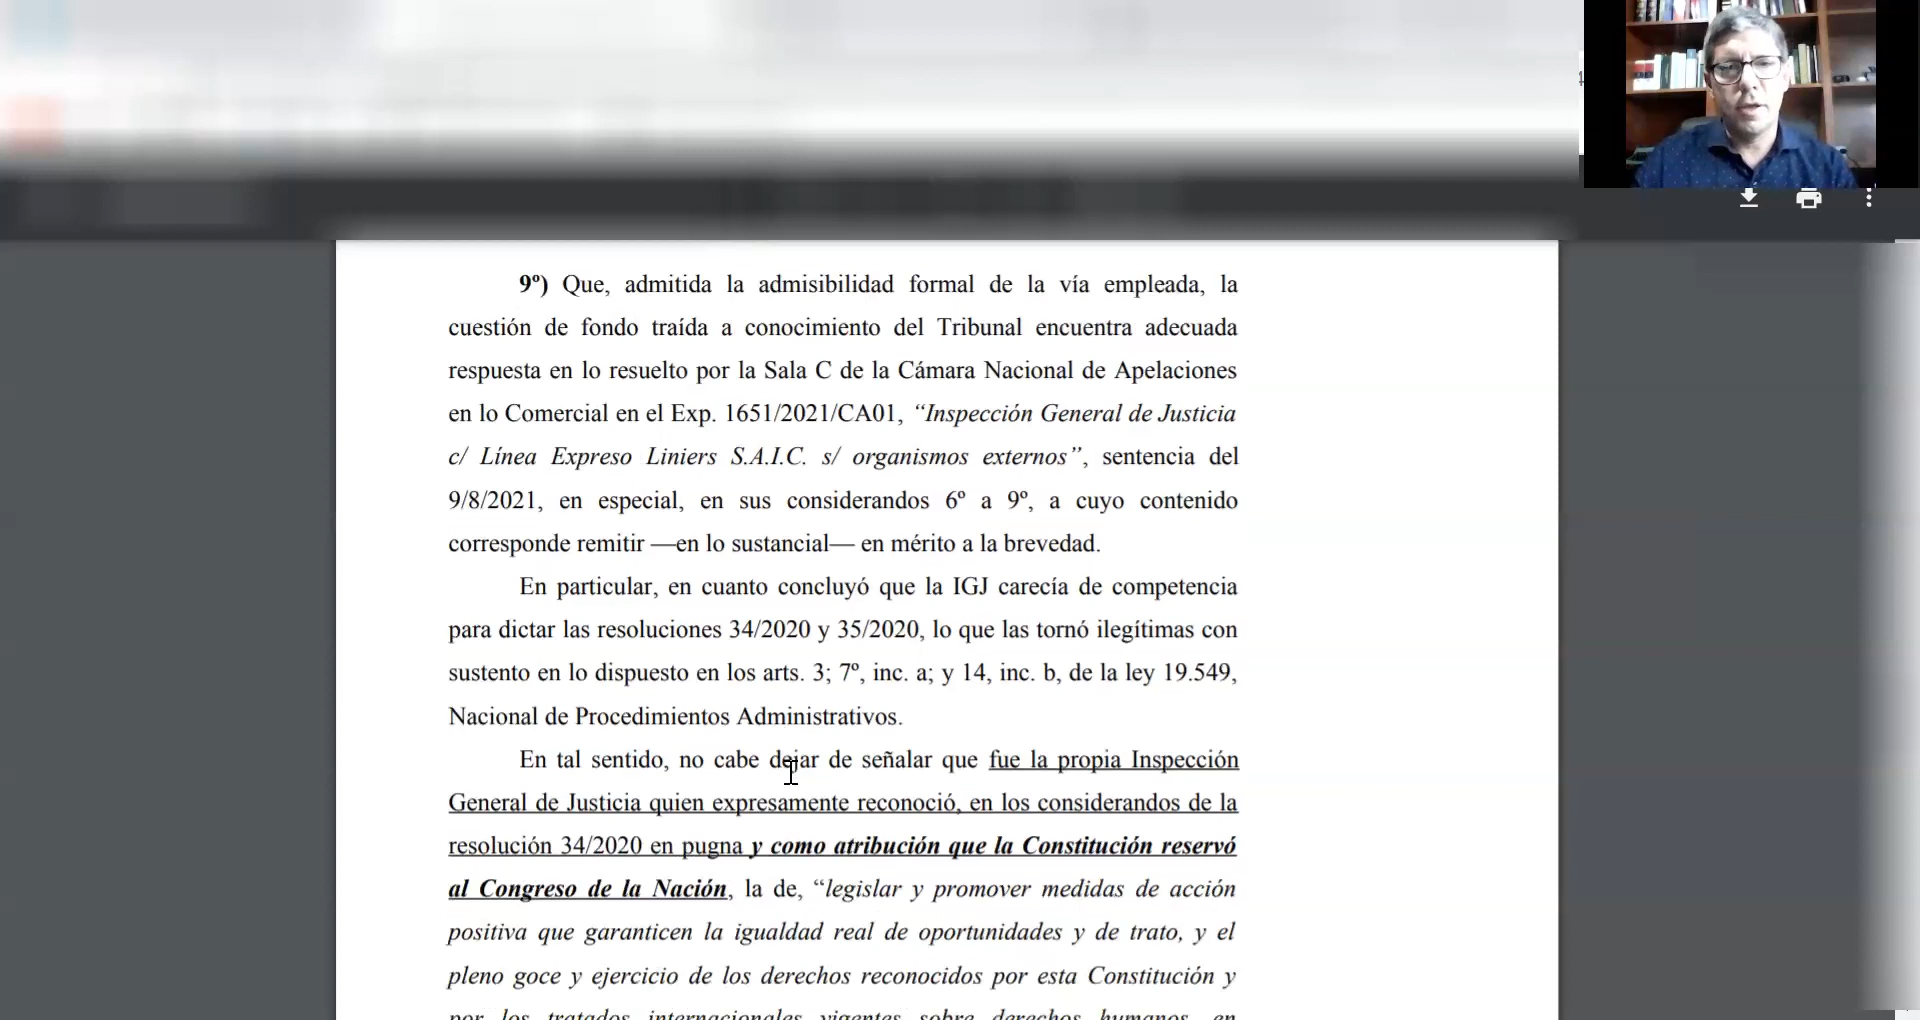 9º) Que, admitida la admisibilidad formal de la vía empleada, la
cuestión de fondo traída a conocimiento del Tribunal encuentra adecuada
respuesta en lo resuelto por la Sala C de la Cámara Nacional de Apelaciones
en lo Comercial en el Exp. 1651/2021/CA01, “Inspección General de Justicia
c/ Línea Expreso Liniers S.A.I.C. s/ organismos externos”, sentencia del
9/8/2021, en especial, en sus considerandos 6º a 9º, a cuyo contenido
corresponde remitir —en lo sustancial— en mérito a la brevedad.
En particular, en cuanto concluyó que la IGJ carecía de competencia
para dictar las resoluciones 34/2020 y 35/2020, lo que las tornó ilegítimas con
sustento en lo dispuesto en los arts. 3; 7º, inc. a; y 14, inc. b, de la ley 19.549,
Nacional de Procedimientos Administrativos.
En tal sentido, no cabe dejar de señalar que fue la propia Inspección
General de Justicia quien expresamente reconoció, en los considerandos de la
resolución 34/2020 en pugna y como atribución que la Constitución reservó
al Congreso de la Nación, la de, “legislar y promover medidas de acción
positiva que garanticen la igualdad real de oportunidades y de trato, y el
pleno goce y ejercicio de los derechos reconocidos por esta Constitución y
por los tratados internacionales vigentes sobre derechos humanos, en